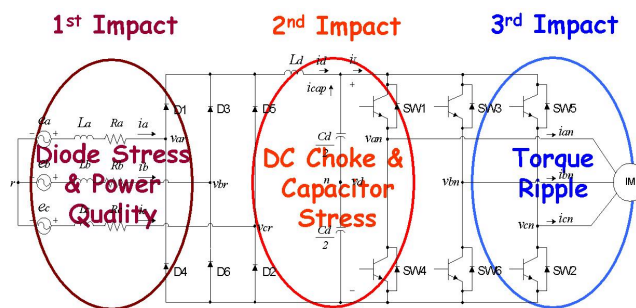 1st Impact
2nd Impact
3rd Impact
Ld
id
i
icap
+
D1
D3
D5
SW1
SW3
SW5
ea
+
La
Ra
ia
var
van
ian
Cd
Diode Stress
& Power
Quality
DC Choke &
Capacitor
Stress
Torque
Ripple
r
eb
+
Lb
Rb
ib
vbr
n
vd
vbn
ibn
IM
ec
+
vcr
Cd
2
vcn
icn
D4
D6
D2
SW4
SW6
SW2